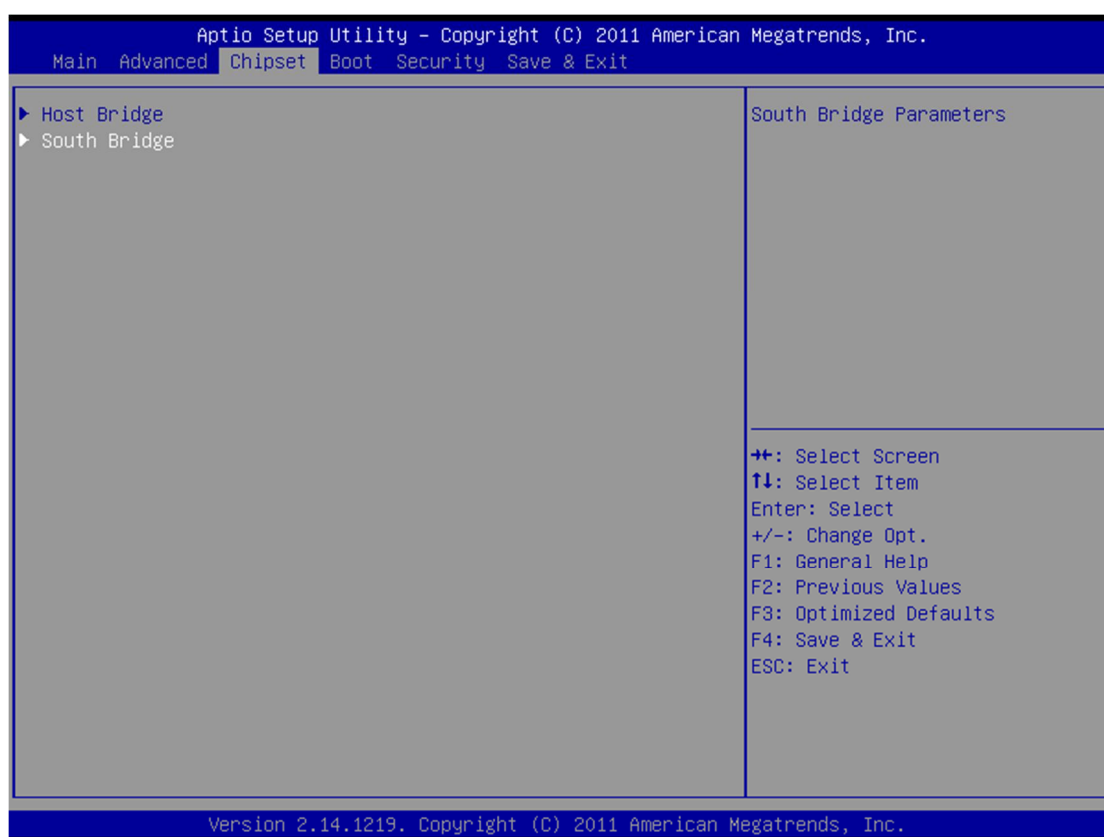 Aptio Setup Utility – Copyright (C) 2011 American Megatrends, Inc.
Main Advanced Chipset Boot Security Save & Exit
► Host Bridge
► South Bridge
South Bridge Parameters
→←: Select Screen
↑↓: Select Item
Enter: Select
+/-: Change Opt.
F1: General Help
F2: Previous Values
F3: Optimized Defaults
F4: Save & Exit
ESC: Exit
Version 2.14.1219. Copyright (C) 2011 American Megatrends, Inc.